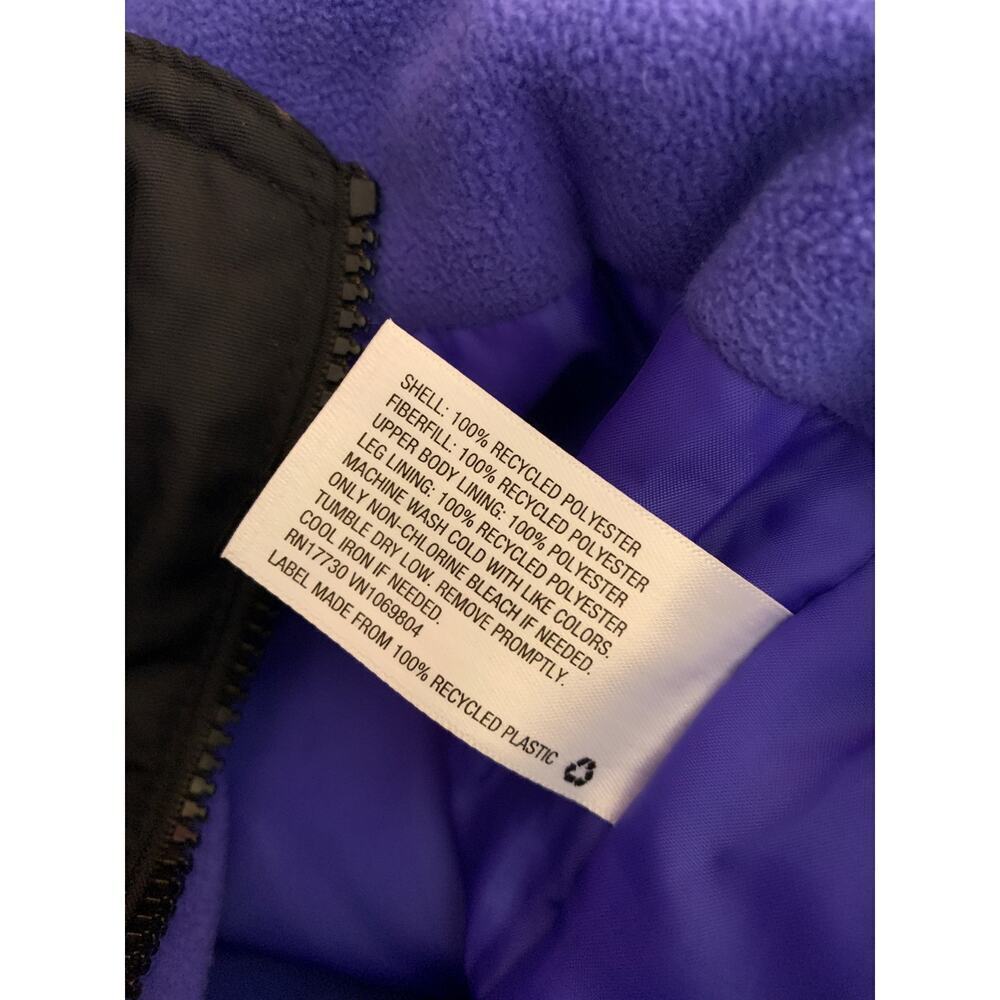 SHELL: 100% RECYCLED POLYESTER
FIBERFILL: 100% RECYCLED POLYESTER
UPPER BODY LINING: 100% POLYESTER
LEG LINING: 100% RECYCLED POLYESTER
MACHINE WASH COLD WITH LIKE COLORS.
ONLY NON-CHLORINE BLEACH IF NEEDED.
TUMBLE DRY LOW. REMOVE PROMPTLY.
COOL IRON IF NEEDED.
RN17730 VN1069804
LABEL MADE FROM 100% RECYCLED PLASTIC